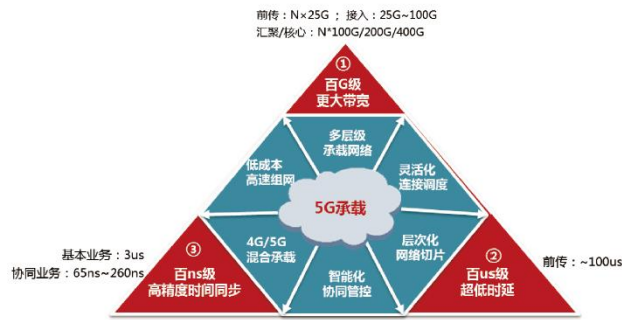 前传：N×25G ； 接入：25G~100G
汇聚/核心：N*100G/200G/400G
①
百G级
更大带宽
多层级
承载网络
低成本
高速组网
灵活化
连接调度
5G承载
4G/5G
混合承载
层次化
网络切片
智能化
协同管控
③
百ns级
高精度时间同步
基本业务：3us
协同业务：65ns~260ns
②
百us级
超低时延
前传：~100us